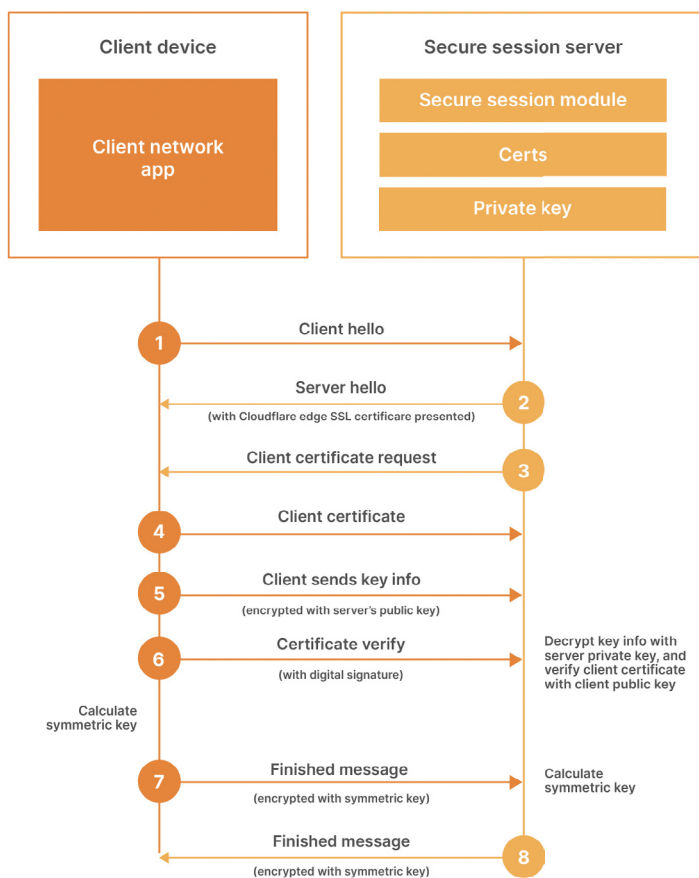 Client device
Secure session server
Client network
app
Secure session module
Certs
Private key
1
Client hello
Server hello
2
(with Cloudflare edge SSL certificare presented)
Client certificate request
3
4
Client certificate
5
Client sends key info
(encrypted with server's public key)
6
Certificate verify
(with digital signature)
Decrypt key info with
server private key, and
verify client certificate
with client public key
Calculate
symmetric key
7
Finished message
(encrypted with symmetric key)
Calculate
symmetric key
Finished message
8
(encrypted with symmetric key)